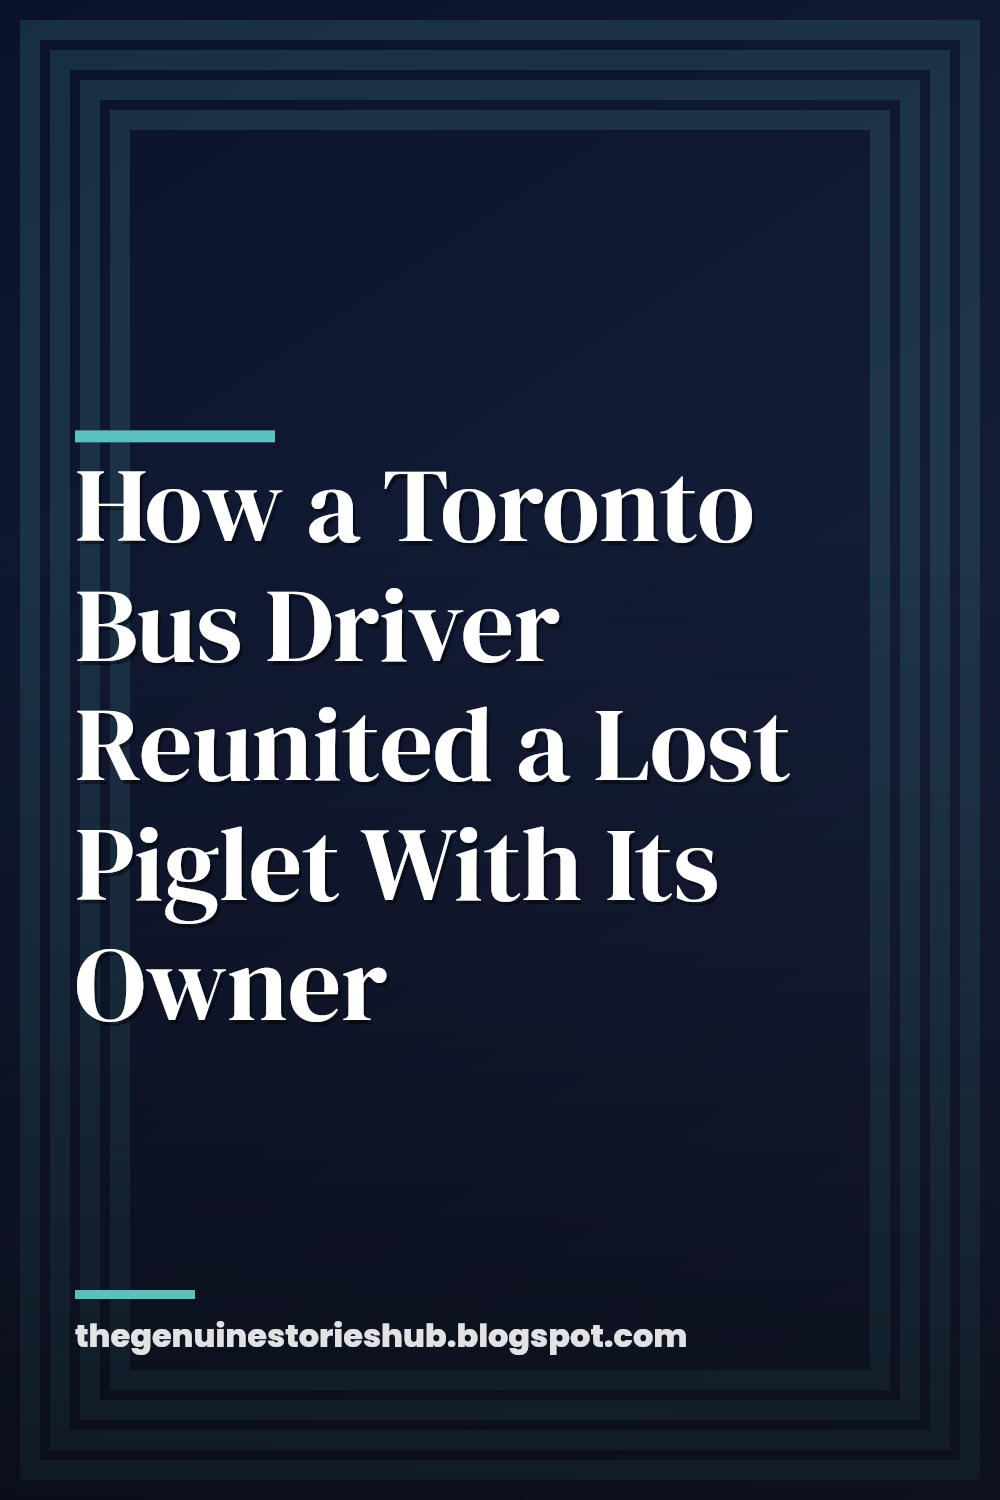 How a Toronto
Bus Driver
Reunited a Lost
Piglet With Its
Owner
thegenuinestorieshub.blogspot.com